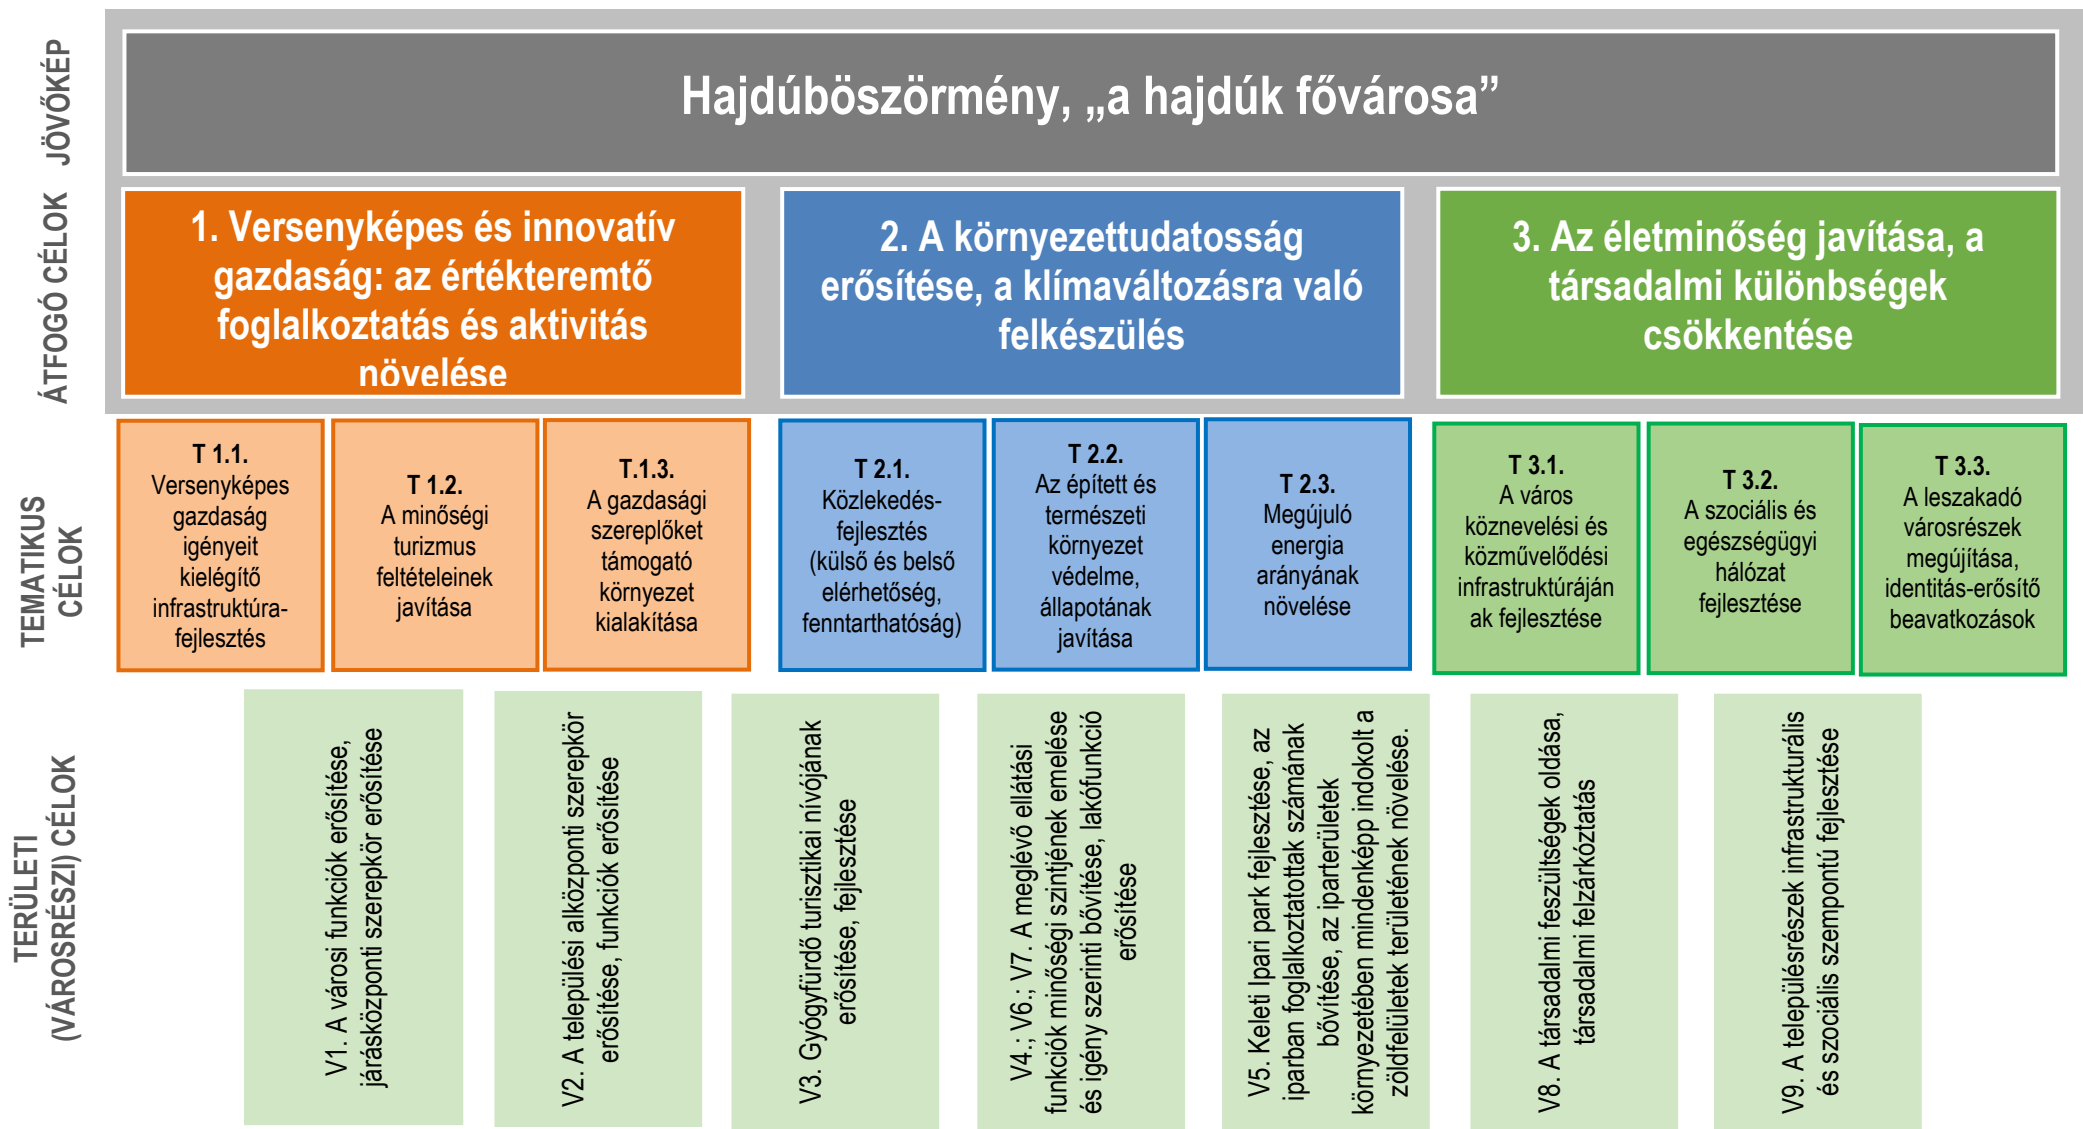 JÖVŐKÉP
Hajdúböszörmény, „a hajdúk fővárosa”
ÁTFOGÓ CÉLOK
1. Versenyképes és innovatív
gazdaság: az értékteremtő
foglalkoztatás és aktivitás
növelése
2. A környezettudatosság
erősítése, a klímaváltozásra való
felkészülés
3. Az életminőség javítása, a
társadalmi különbségek
csökkentése
TEMATIKUS
CÉLOK
T 1.1.
Versenyképes
gazdaság
igényeit
kielégítő
infrastruktúra-
fejlesztés
T 1.2.
A minőségi
turizmus
feltételeinek
javítása
T.1.3.
A gazdasági
szereplőket
támogató
környezet
kialakítása
T 2.1.
Közlekedés-
fejlesztés
(külső és belső
elérhetőség,
fenntarthatóság)
T 2.2.
Az épített és
természeti
környezet
védelme,
állapotának
javítása
T 2.3.
Megújuló
energia
arányának
növelése
T 3.1.
A város
köznevelési és
közművelődési
infrastruktúráján
ak fejlesztése
T 3.2.
A szociális és
egészségügyi
hálózat
fejlesztése
T 3.3.
A leszakadó
városrészek
megújítása,
identitás-erősítő
beavatkozások
TERÜLETI
(VÁROSRÉSZI) CÉLOK
V1. A városi funkciók erősítése,
járásközponti szerepkör erősítése
V2. A települési alközponti szerepkör
erősítése, funkciók erősítése
V3. Gyógyfürdő turisztikai nívójának
erősítése, fejlesztése
V4.; V6.; V7. A meglévő ellátási
funkciók minőségi szintjének emelése
és igény szerinti bővítése, lakófunkció
erősítése
V5. Keleti Ipari park fejlesztése, az
iparban foglalkoztatottak számának
bővítése, az iparterületek
környezetében mindenképp indokolt a
zöldfelületek területének növelése.
V8. A társadalmi feszültségek oldása,
társadalmi felzárkóztatás
V9. A településrészek infrastrukturális
és szociális szempontú fejlesztése